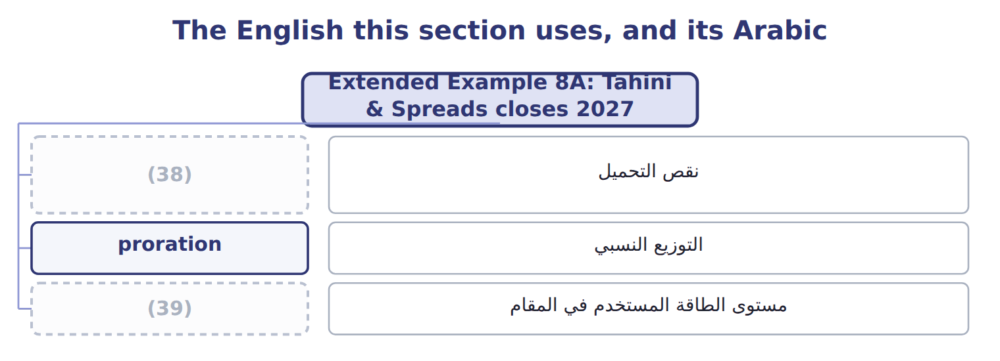 The English this section uses, and its Arabic
Extended Example 8A: Tahini
& Spreads closes 2027
(38)
نقص التحميل
proration
التوزيع النسبي
(39)
مستوى الطاقة المستخدم في المقام